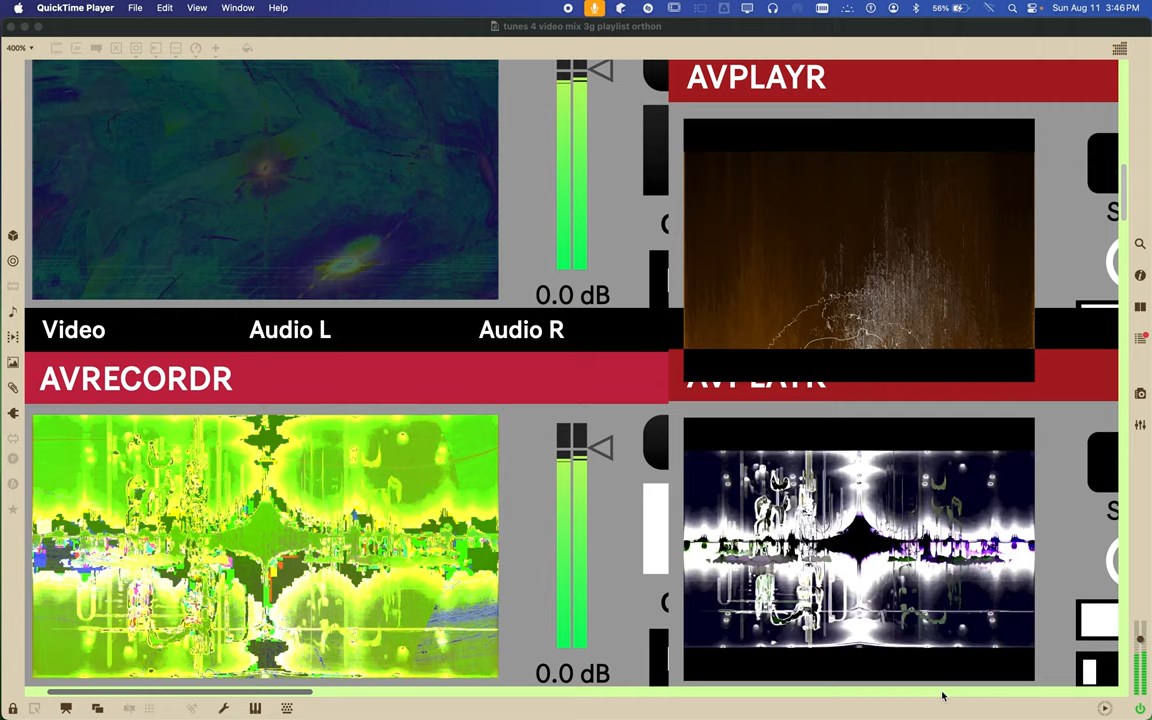 QuickTime Player File Edit View Window Help 56% Sun Aug 11 3:46 PM
tunes 4 video mix 3g playlist orthon
400%
AVPLAYR
0.0 dB
Video Audio L Audio R
AVRECORDR
AVPLAYR
0.0 dB